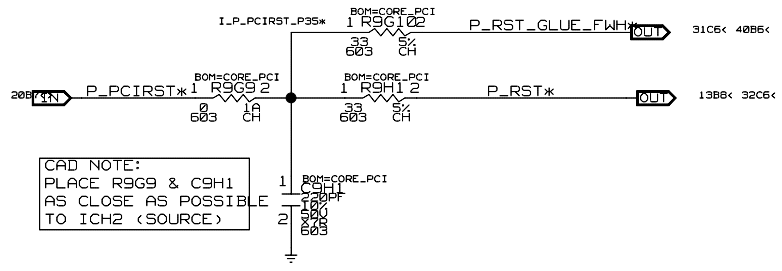 BOM=CORE_PCI
I_P_PCIRST_P35*
1 R9G10 2
P_RST_GLUE_FWH*
OUT
31C6< 40B6<
33 5%
603 CH
BOM=CORE_PCI
BOM=CORE_PCI
IN
P_PCIRST*
1 R9G9 2
1 R9H1 2
P_RST*
OUT
13B8< 32C6<
0 1A
603 CH
33 5%
603 CH
CAD NOTE:
PLACE R9G9 & C9H1
AS CLOSE AS POSSIBLE
TO ICH2 (SOURCE)
BOM=CORE_PCI
1
C9H1
220PF
10%
50V
X7R
603
2